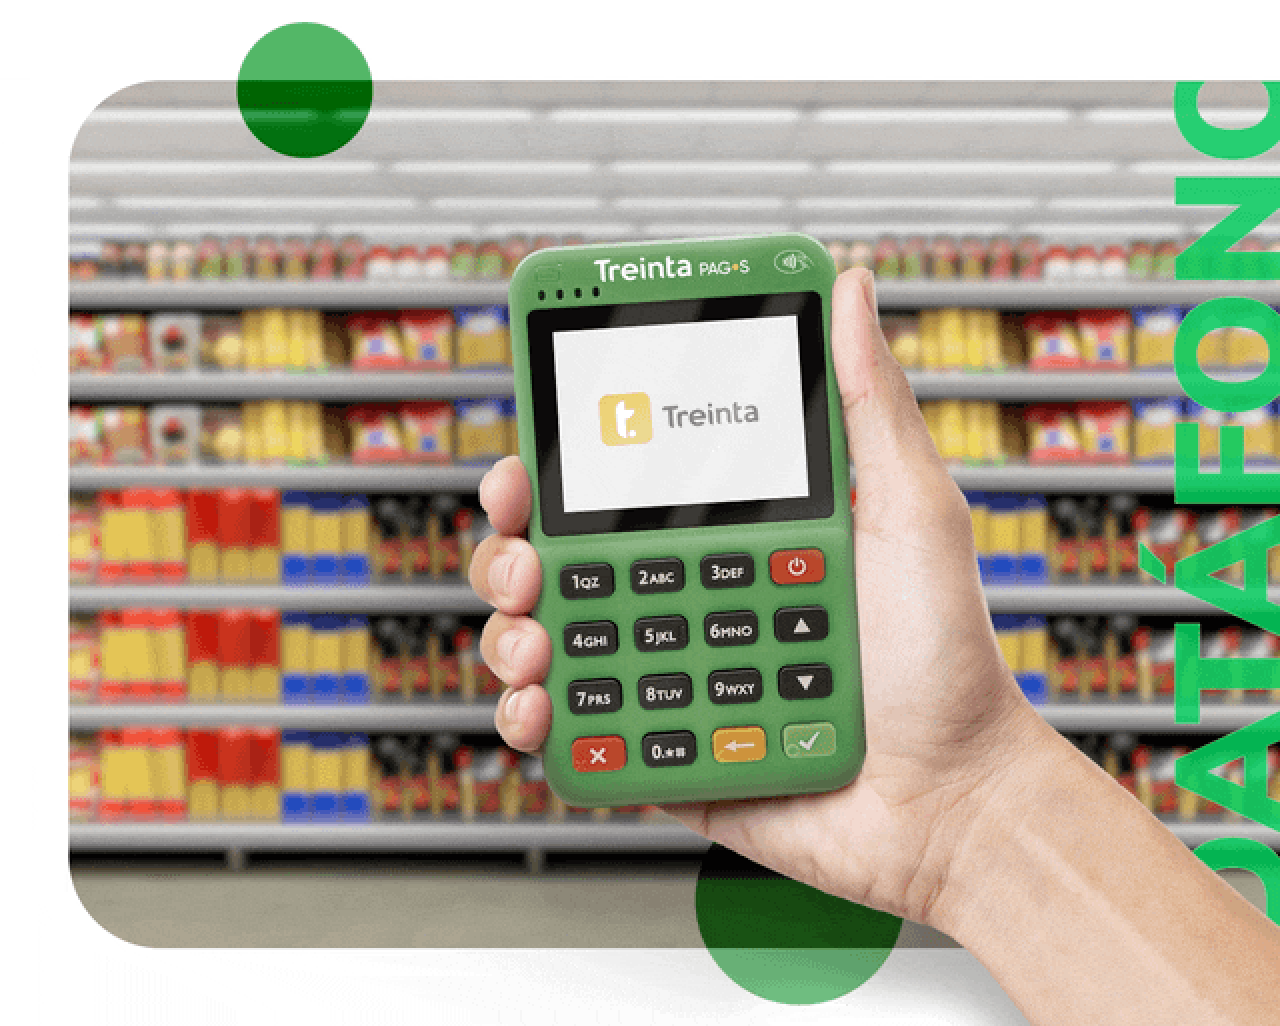 Treinta PAG•S
t. Treinta
1QZ 2ABC 3DEF
4GHI 5JKL 6MNO
7PRS 8TUV 9WXY
0.*#
DATÁFONO